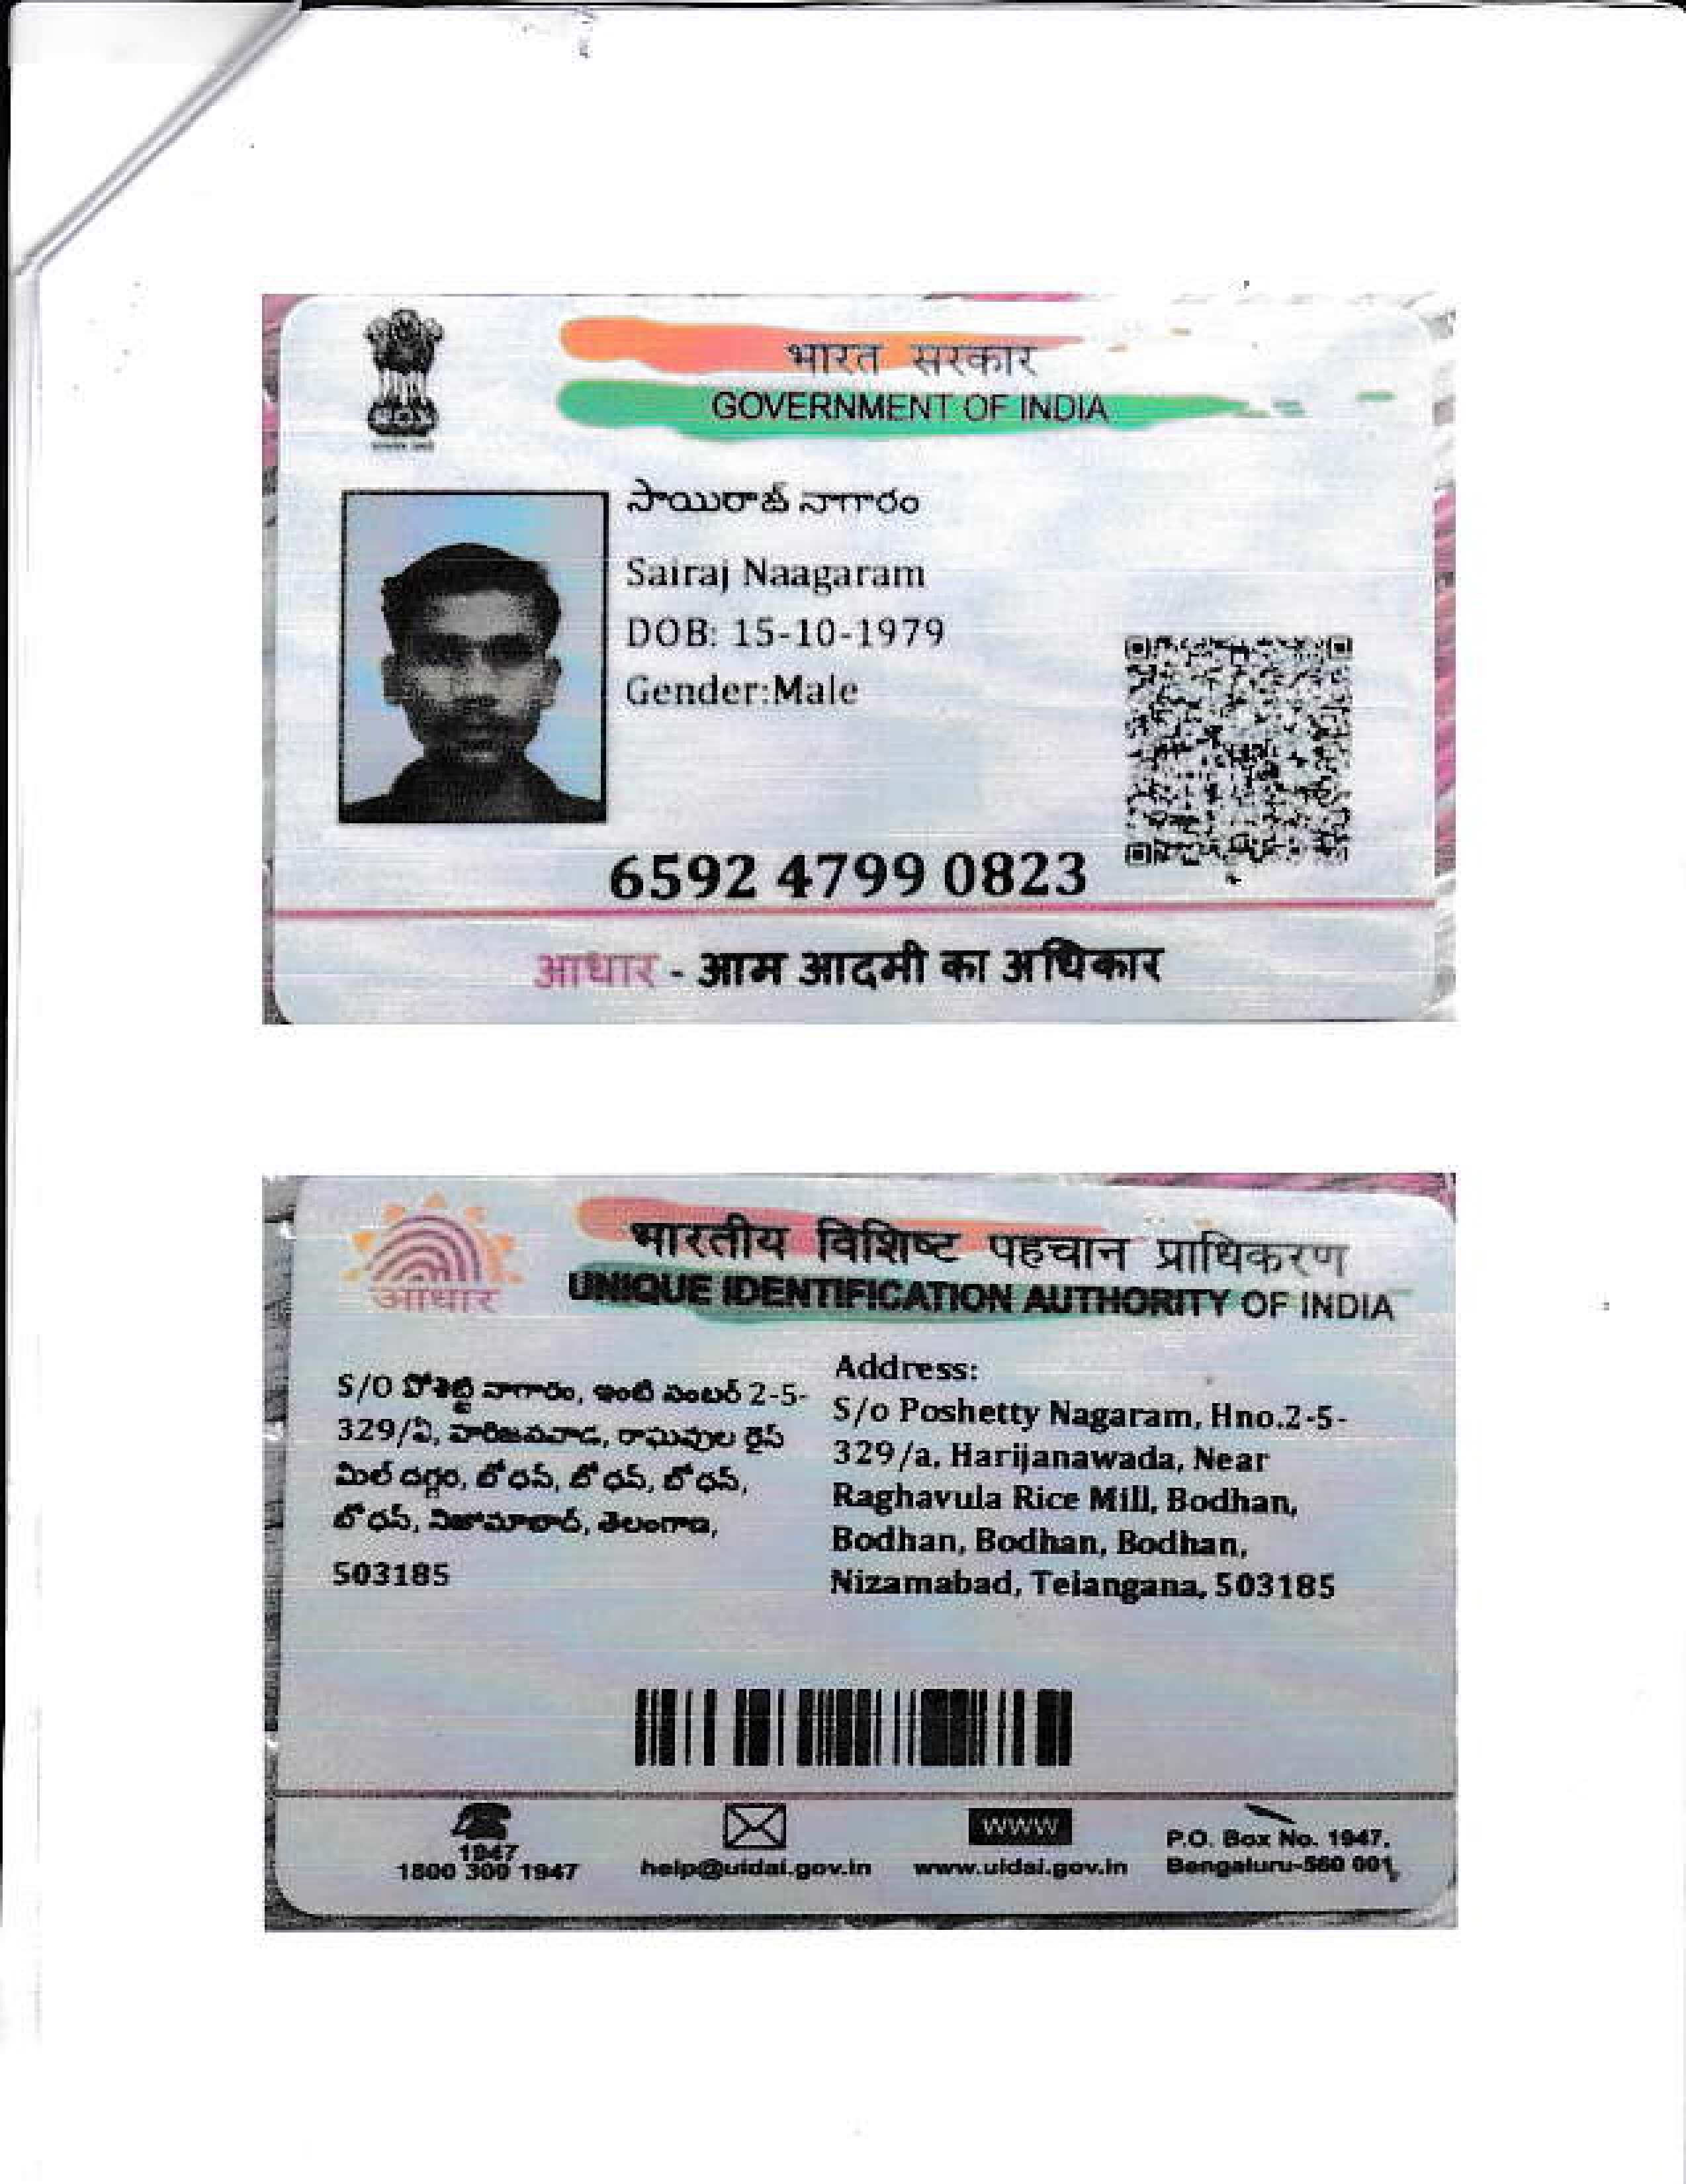 भारत सरकार
GOVERNMENT OF INDIA
సాయిరాజ్ నాగారం
Sairaj Naagaram
DOB: 15-10-1979
Gender:Male
6592 4799 0823
आधार - आम आदमी का अधिकार
भारतीय विशिष्ट पहचान प्राधिकरण
UNIQUE IDENTIFICATION AUTHORITY OF INDIA
आधार
S/O పోశెట్టి నాగారం, ఇంటి నంబర్ 2-5-
329/ఏ, హరిజనవాడ, రాఘవుల రైస్
మిల్ దగ్గర, బోధన్, బోధన్, బోధన్,
బోధన్, నిజామాబాద్, తెలంగాణ,
503185
Address:
S/o Poshetty Nagaram, Hno.2-5-
329/a, Harijanawada, Near
Raghavula Rice Mill, Bodhan,
Bodhan, Bodhan, Bodhan,
Nizamabad, Telangana, 503185
1947
1800 300 1947
help@uidai.gov.in
www
www.uidai.gov.in
P.O. Box No. 1947,
Bengaluru-560 001